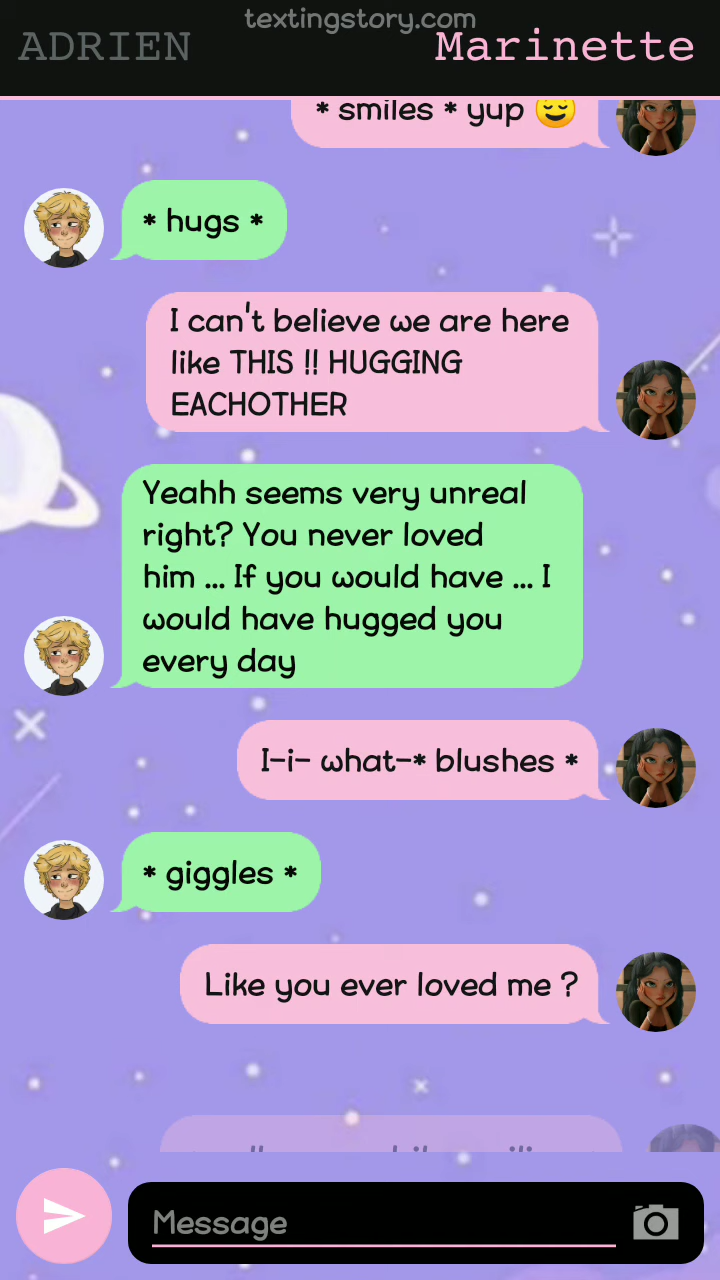 textingstory.com
ADRIEN
Marinette
* smiles * yup 😌
* hugs *
I can't believe we are here
like THIS !! HUGGING
EACHOTHER
Yeahh seems very unreal
right? You never loved
him ... If you would have ... I
would have hugged you
every day
I-i- what-* blushes *
* giggles *
Like you ever loved me ?
Message